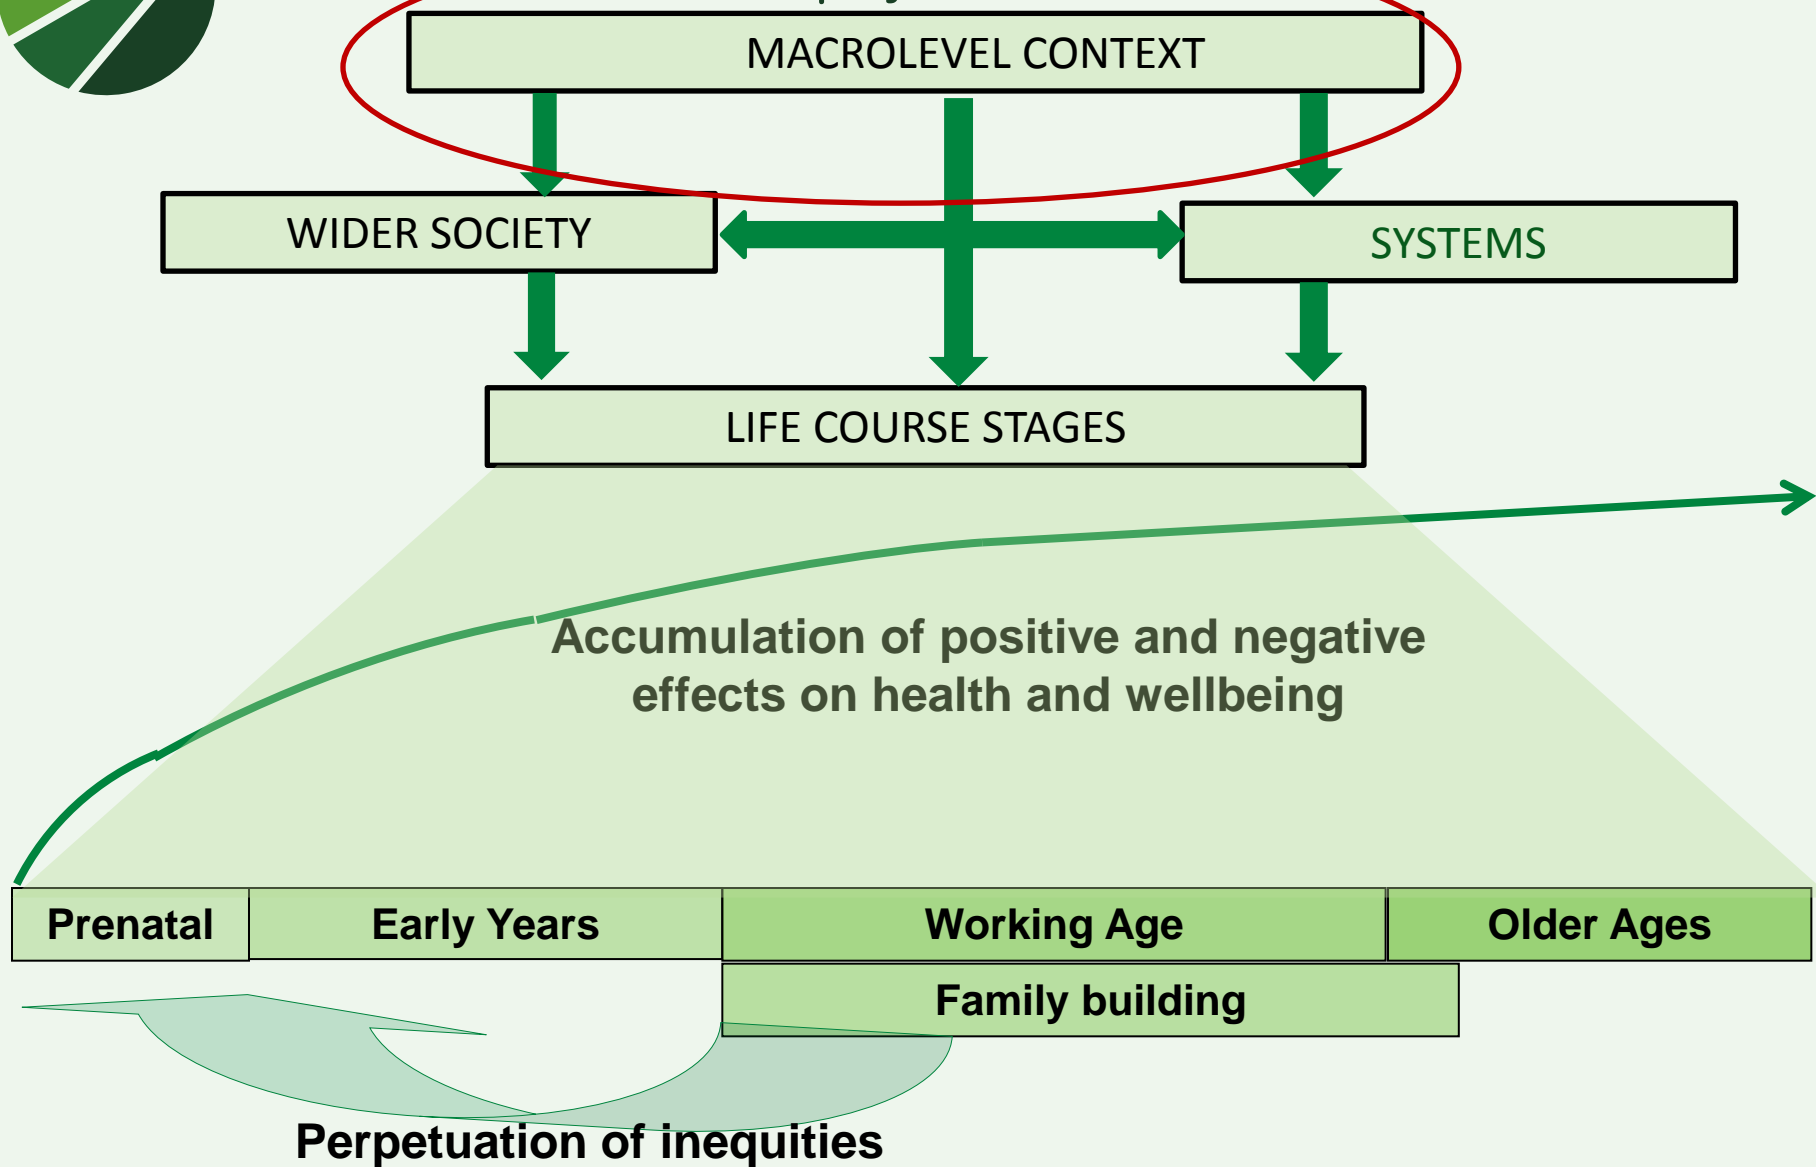 MACROLEVEL CONTEXT
WIDER SOCIETY
SYSTEMS
LIFE COURSE STAGES
Accumulation of positive and negative
effects on health and wellbeing
Prenatal
Early Years
Working Age
Older Ages
Family building
Perpetuation of inequities